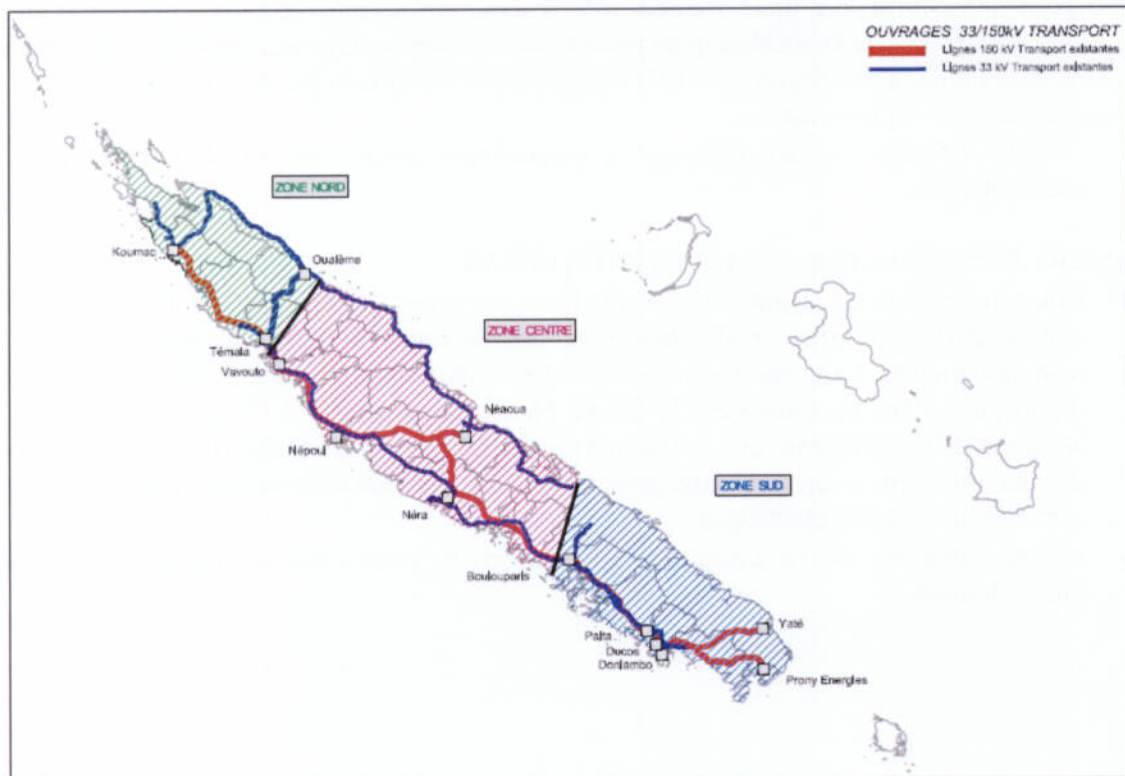 OUVRAGES 33/150kV TRANSPORT
Lignes 150 kV Transport existantes
Lignes 33 kV Transport existantes
ZONE NORD
Koumac
Oualème
ZONE CENTRE
Témala
Vavouto
Néaoua
Népoui
ZONE SUD
Néra
Boulouparis
Païta
Yaté
Ducos
Doniambo
Prony Energies